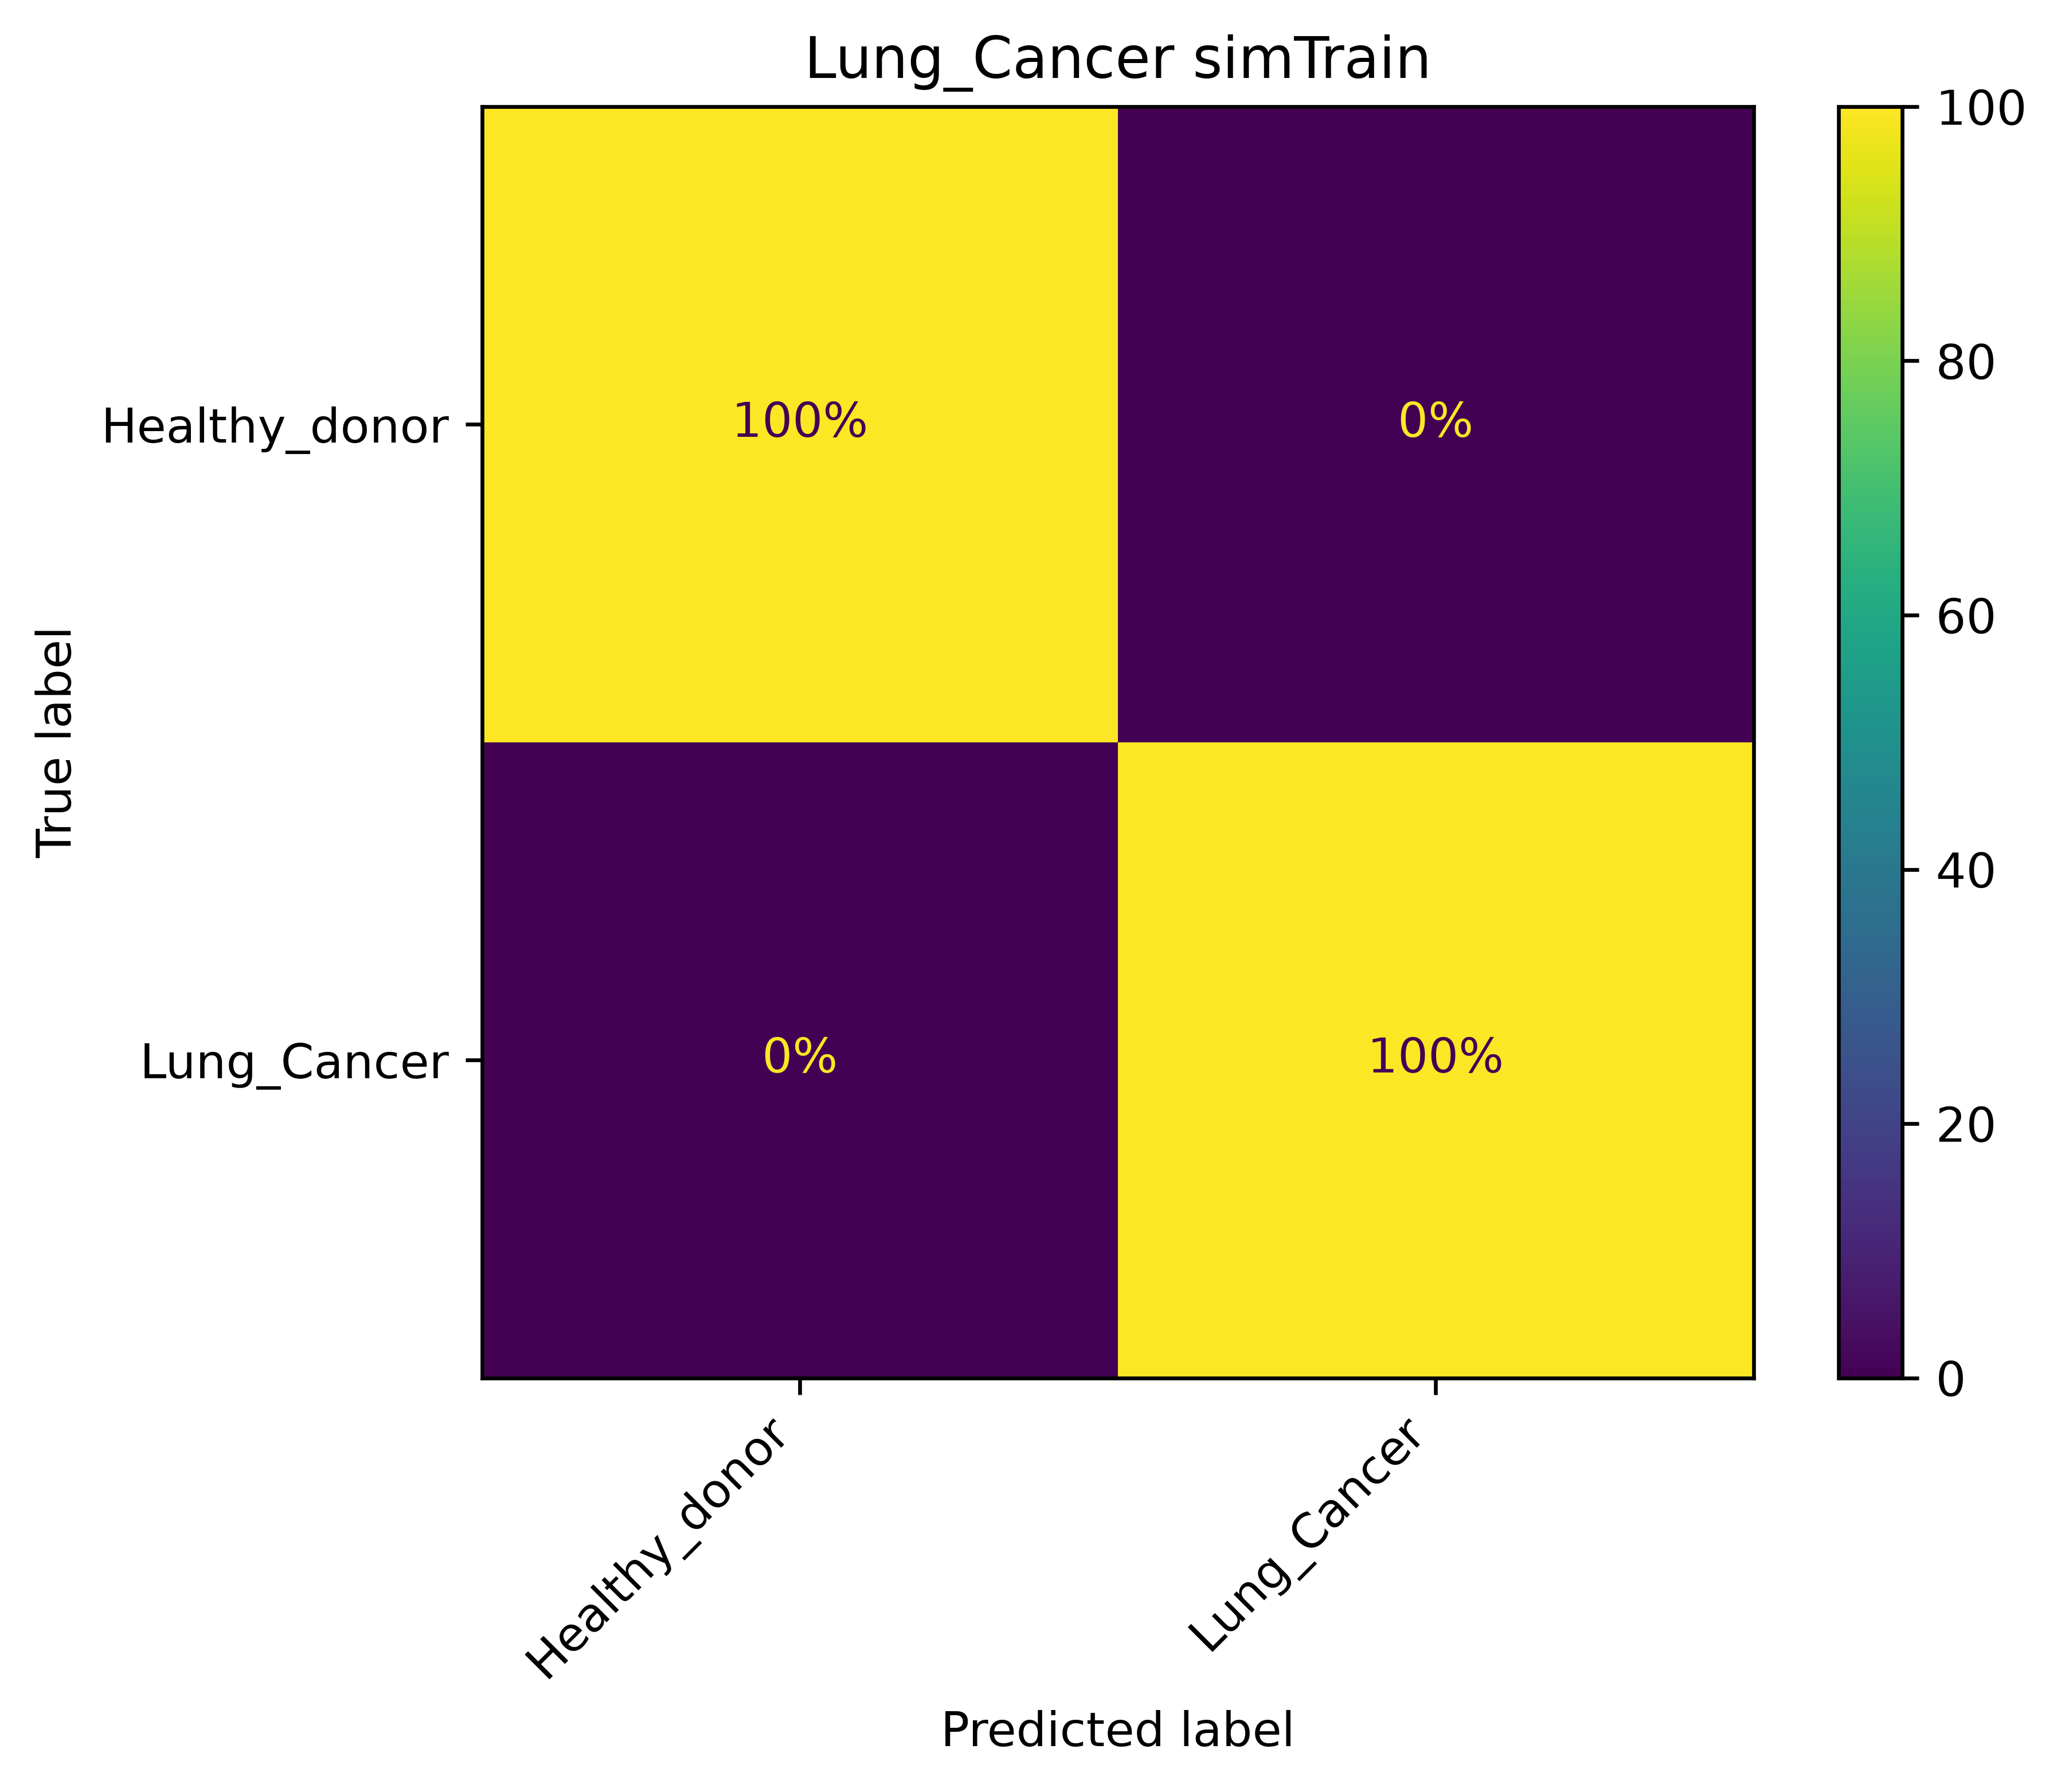 Lung_Cancer simTrain
True label
Healthy_donor
100%
0%
Lung_Cancer
0%
100%
Healthy_donor
Lung_Cancer
Predicted label
100
80
60
40
20
0